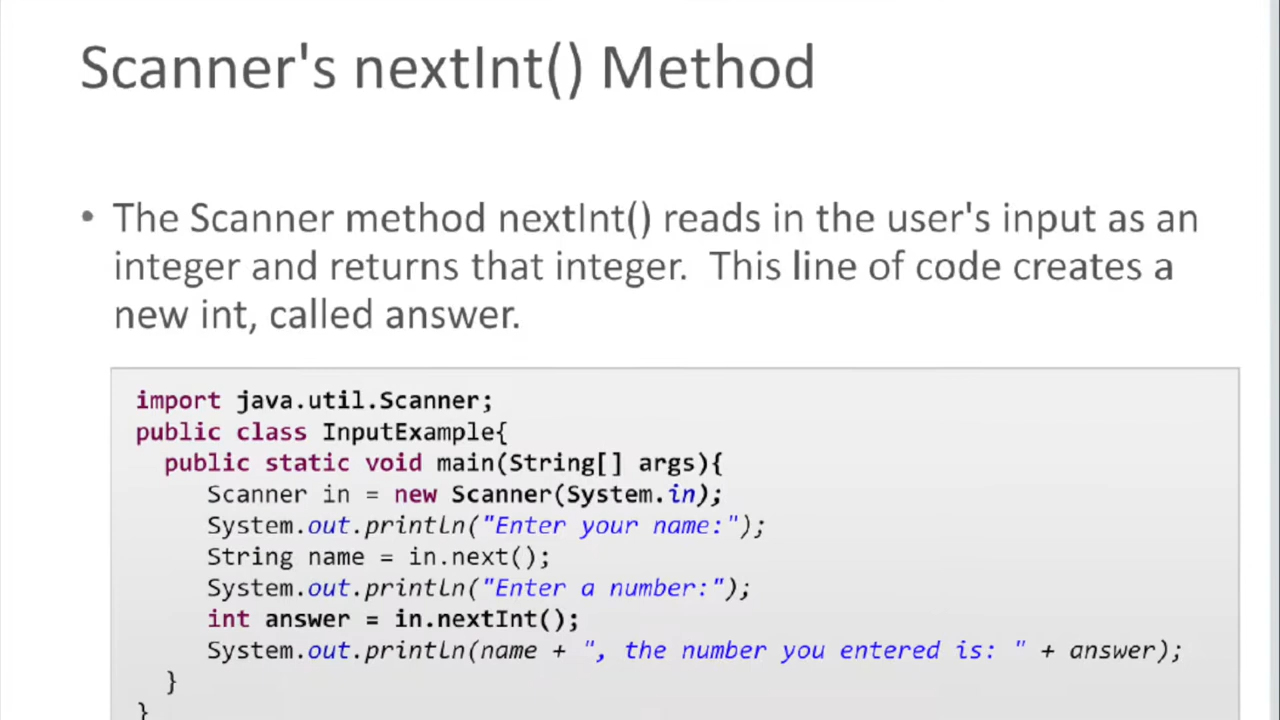 Scanner's nextInt() Method
• The Scanner method nextInt() reads in the user's input as an
integer and returns that integer. This line of code creates a
new int, called answer.
import java.util.Scanner;
public class InputExample{
public static void main(String[] args){
Scanner in = new Scanner(System.in);
System.out.println("Enter your name:");
String name = in.next();
System.out.println("Enter a number:");
int answer = in.nextInt();
System.out.println(name + ", the number you entered is: " + answer);
}
}